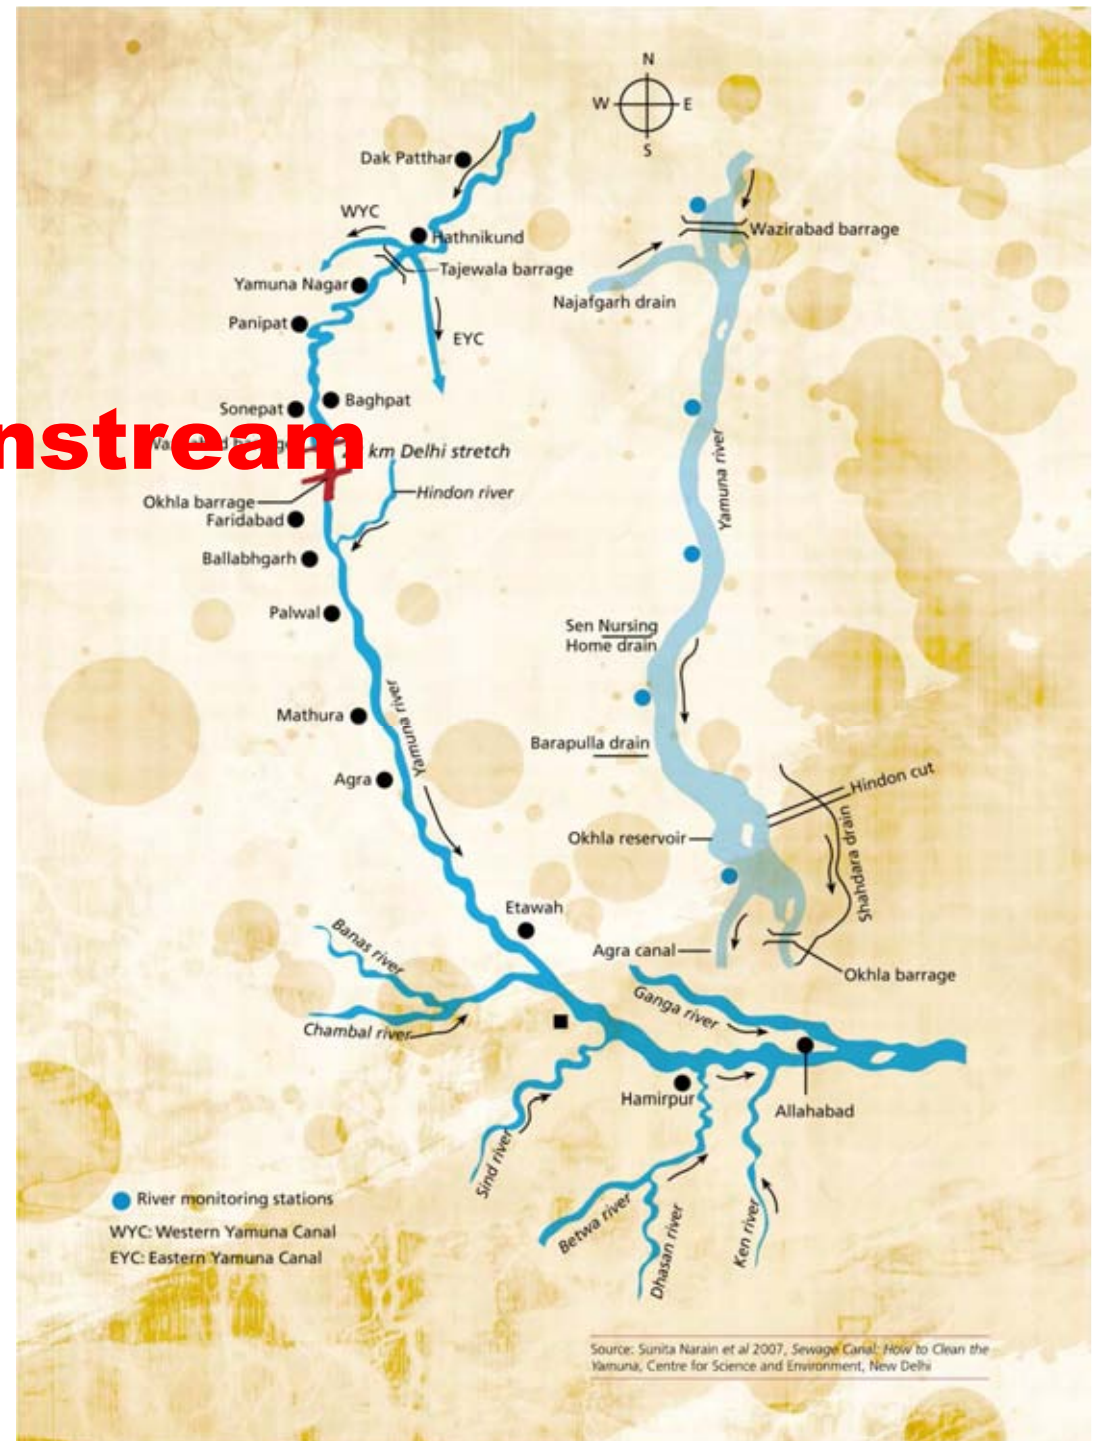 N
W E
S
Dak Patthar
WYC
Hathnikund
Wazirabad barrage
Tajewala barrage
Yamuna Nagar
Najafgarh drain
Panipat
EYC
Baghpat
Sonepat
nstream
km Delhi stretch
Hindon river
Okhla barrage
Faridabad
Yamuna river
Ballabhgarh
Palwal
Sen Nursing
Home drain
Yamuna river
Mathura
Barapulla drain
Agra
Hindon cut
Okhla reservoir
Shahdara drain
Etawah
Banas river
Agra canal
Okhla barrage
Ganga river
Chambal river
Hamirpur
Allahabad
Sind river
River monitoring stations
Betwa river
Dhasan river
Ken river
WYC: Western Yamuna Canal
EYC: Eastern Yamuna Canal
Source: Sunita Narain et al 2007, Sewage Canal: How to Clean the
Yamuna, Centre for Science and Environment, New Delhi